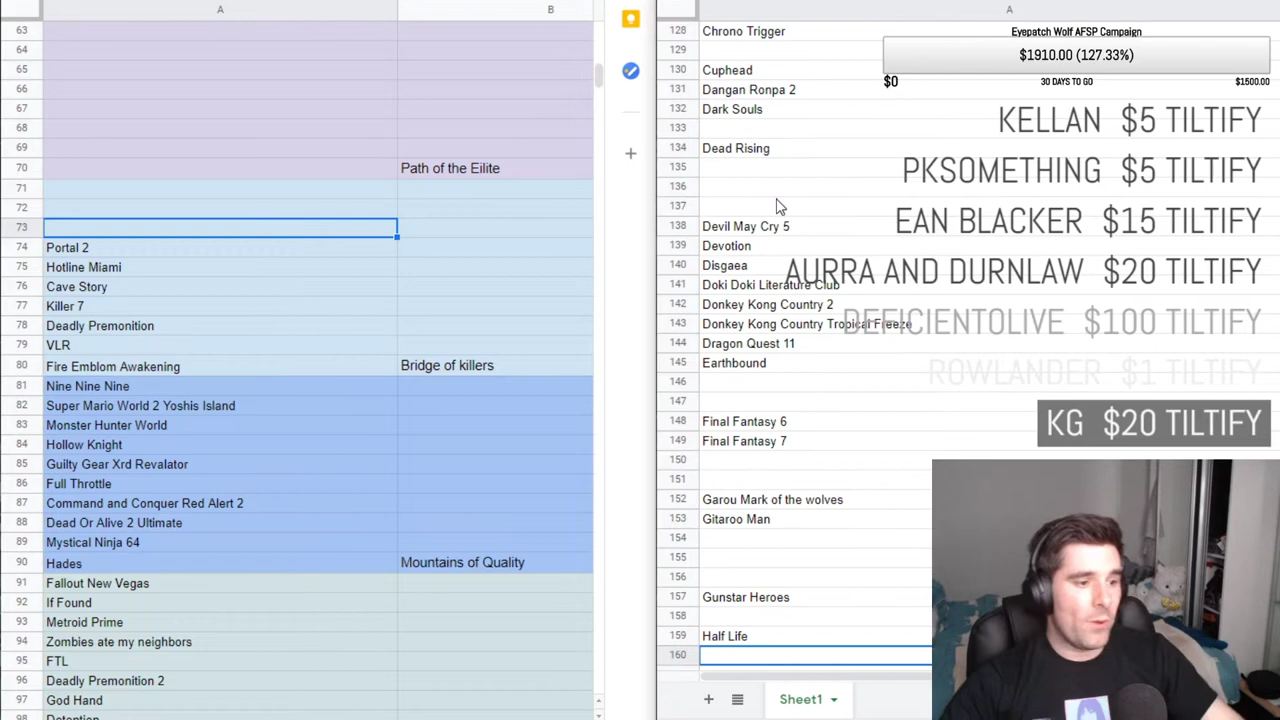 A
B
63
64
65
66
67
68
69
70 Path of the Eilite
71
72
73
74 Portal 2
75 Hotline Miami
76 Cave Story
77 Killer 7
78 Deadly Premonition
79 VLR
80 Fire Emblom Awakening Bridge of killers
81 Nine Nine Nine
82 Super Mario World 2 Yoshis Island
83 Monster Hunter World
84 Hollow Knight
85 Guilty Gear Xrd Revalator
86 Full Throttle
87 Command and Conquer Red Alert 2
88 Dead Or Alive 2 Ultimate
89 Mystical Ninja 64
90 Hades Mountains of Quality
91 Fallout New Vegas
92 If Found
93 Metroid Prime
94 Zombies ate my neighbors
95 FTL
96 Deadly Premonition 2
97 God Hand
98 Detention
A
128 Chrono Trigger
129
130 Cuphead
131 Dangan Ronpa 2
132 Dark Souls
133
134 Dead Rising
135
136
137
138 Devil May Cry 5
139 Devotion
140 Disgaea
141 Doki Doki Literature Club
142 Donkey Kong Country 2
143 Donkey Kong Country Tropical Freeze
144 Dragon Quest 11
145 Earthbound
146
147
148 Final Fantasy 6
149 Final Fantasy 7
150
151
152 Garou Mark of the wolves
153 Gitaroo Man
154
155
156
157 Gunstar Heroes
158
159 Half Life
160
Sheet1
Eyepatch Wolf AFSP Campaign
$1910.00 (127.33%)
$0 30 DAYS TO GO $1500.00
KELLAN $5 TILTIFY
PKSOMETHING $5 TILTIFY
EAN BLACKER $15 TILTIFY
AURRA AND DURNLAW $20 TILTIFY
DEFICIENTOLIVE $100 TILTIFY
ROWLANDER $1 TILTIFY
KG $20 TILTIFY